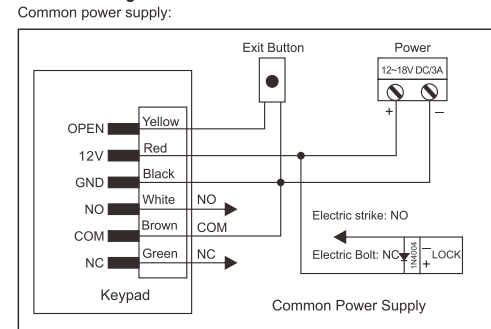 Common power supply:
Exit Button
Power
12~18V DC/3A
+ –
OPEN Yellow
12V Red
GND Black
NO White NO
COM Brown COM
NC Green NC
Electric strike: NO
Electric Bolt: NC
1N4004
– LOCK
+
Keypad
Common Power Supply